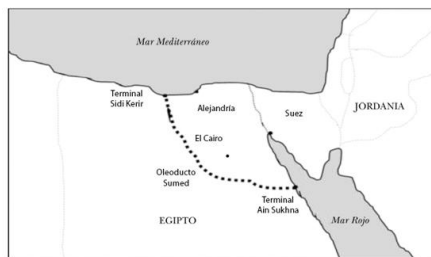 Mar Mediterráneo
Terminal
Sidi Kerir
Alejandría
Suez
JORDANIA
El Cairo
Oleoducto
Sumed
Terminal
Ain Sukhna
EGIPTO
Mar Rojo